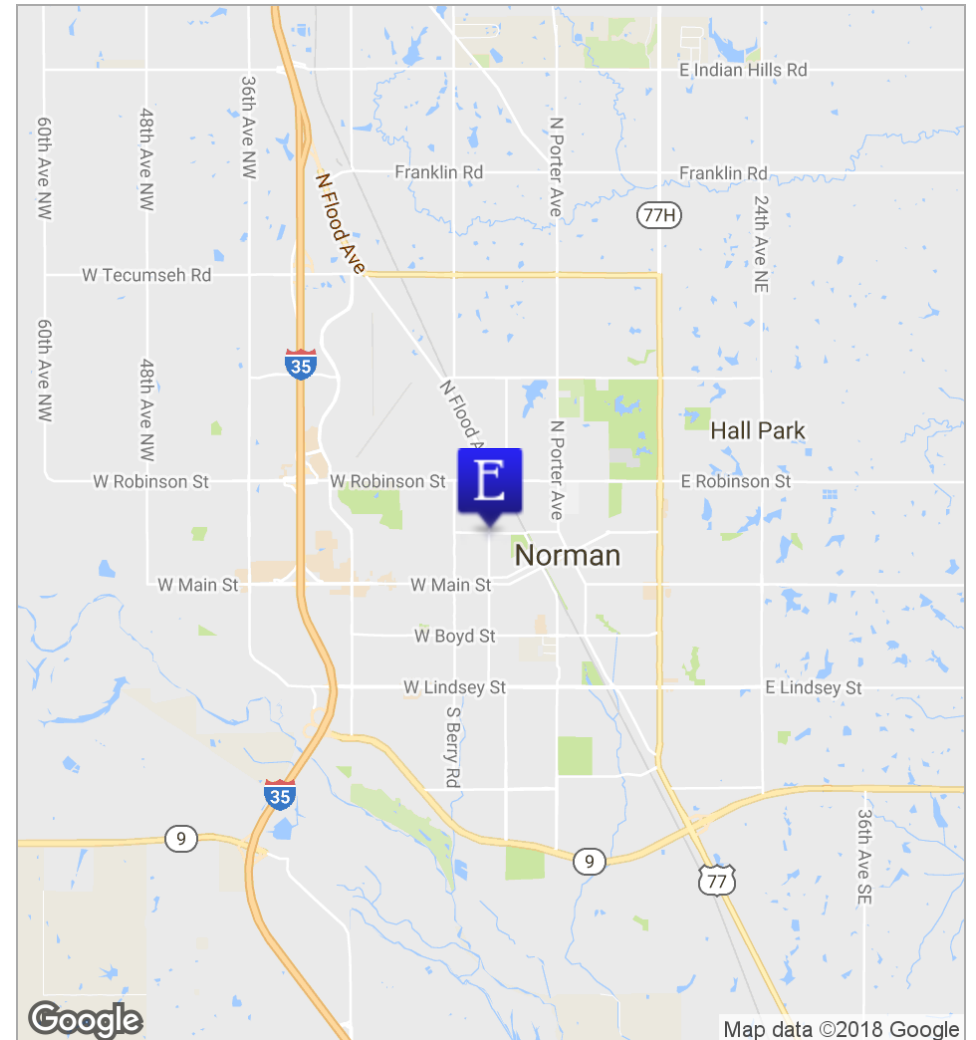 E Indian Hills Rd
36th Ave NW
48th Ave NW
60th Ave NW
N Porter Ave
Franklin Rd
Franklin Rd
N Flood Ave
77H
24th Ave NE
W Tecumseh Rd
60th Ave NW
35
48th Ave NW
N Flood A
N Porter Ave
Hall Park
W Robinson St
W Robinson St
E
E Robinson St
Norman
W Main St
W Main St
W Boyd St
W Lindsey St
E Lindsey St
S Berry Rd
35
9
9
36th Ave SE
77
Google
Map data ©2018 Google